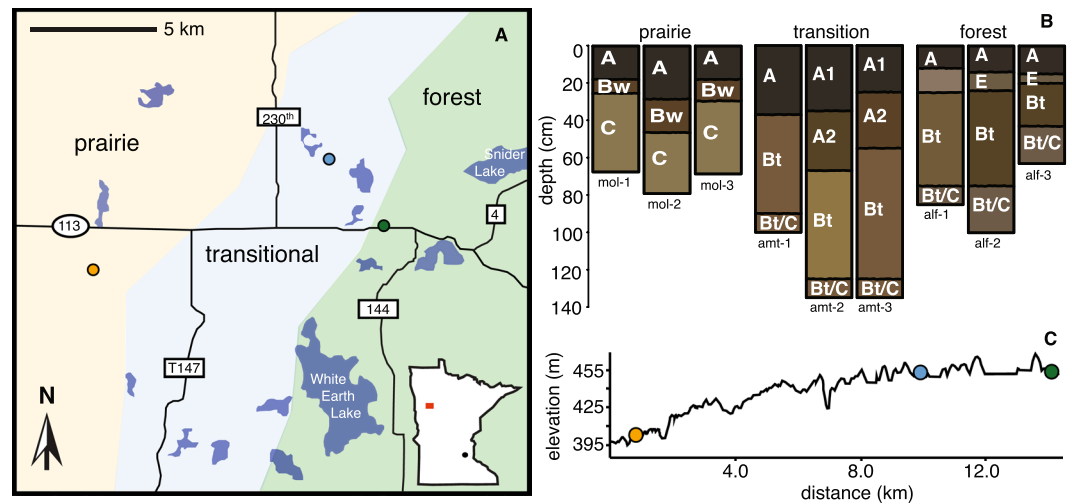 5 km
A
forest
230th
prairie
Snider
Lake
4
113
transitional
144
T147
White
Earth
Lake
N
B
prairie
transition
forest
depth (cm)
0
20
40
60
80
100
120
140
A
Bw
C
mol-1
A
Bw
C
mol-2
A
Bw
C
mol-3
A
Bt
Bt/C
amt-1
A1
A2
Bt
Bt/C
amt-2
A1
A2
Bt
Bt/C
amt-3
A
Bt
Bt/C
alf-1
A
E
Bt
Bt/C
alf-2
A
E
Bt
Bt/C
alf-3
C
elevation (m)
455
425
395
4.0
8.0
12.0
distance (km)